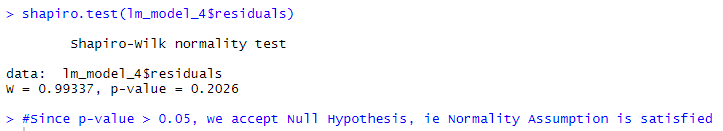 > shapiro.test(lm_model_4$residuals)
Shapiro-Wilk normality test
data:  lm_model_4$residuals
W = 0.99337, p-value = 0.2026
> #Since p-value > 0.05, we accept Null Hypothesis, ie Normality Assumption is satisfied